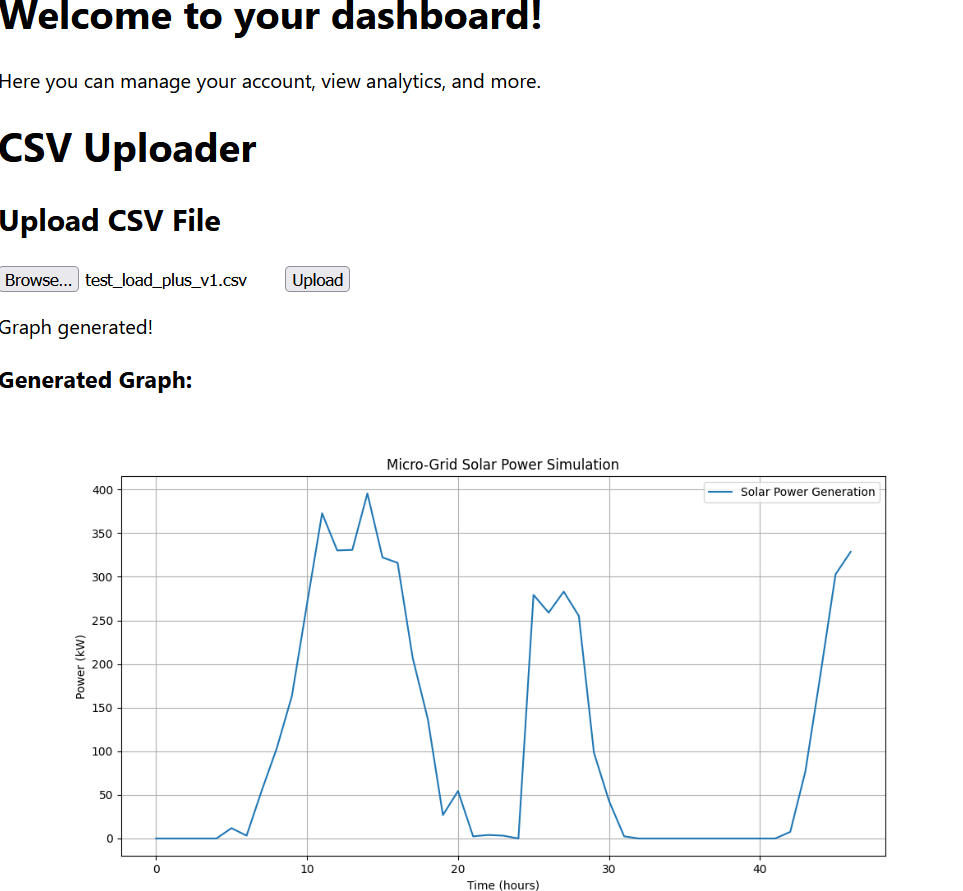 Welcome to your dashboard!
Here you can manage your account, view analytics, and more.
CSV Uploader
Upload CSV File
Browse... test_load_plus_v1.csv Upload
Graph generated!
Generated Graph:
Micro-Grid Solar Power Simulation
Solar Power Generation
400
350
300
250
200
150
100
50
0
Power (kW)
0 10 20 30 40
Time (hours)